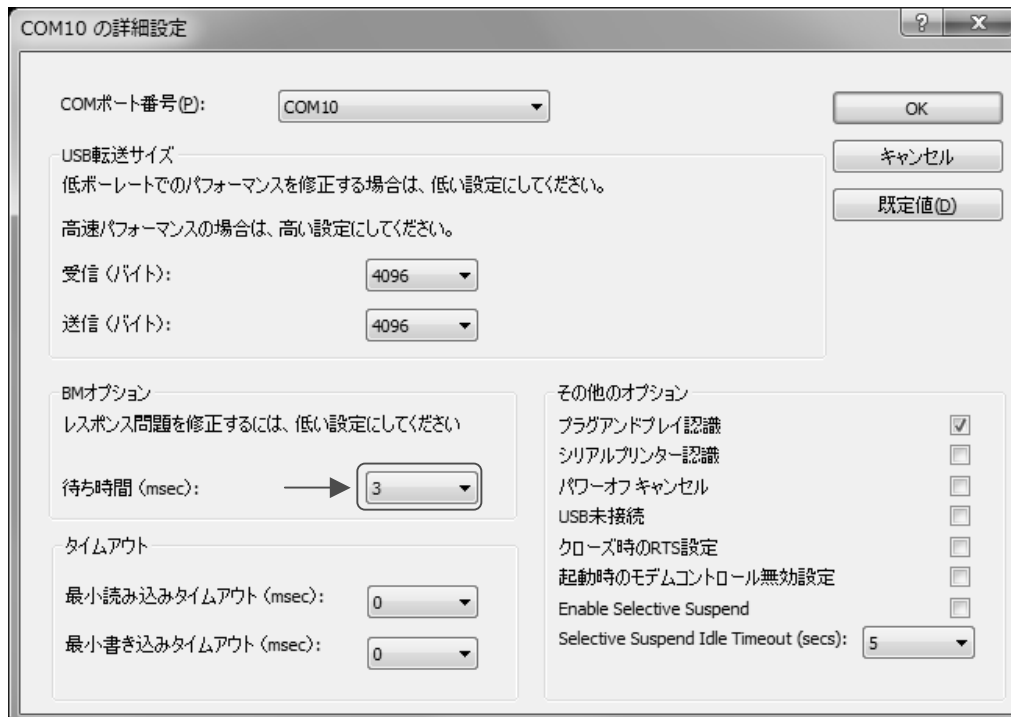 COM10 の詳細設定
COMポート番号(P):
COM10
OK
キャンセル
既定値(D)
USB転送サイズ
低ボーレートでのパフォーマンスを修正する場合は、低い設定にしてください。
高速パフォーマンスの場合は、高い設定にしてください。
受信 (バイト):
4096
送信 (バイト):
4096
BMオプション
レスポンス問題を修正するには、低い設定にしてください
待ち時間 (msec):
3
タイムアウト
最小読み込みタイムアウト (msec):
0
最小書き込みタイムアウト (msec):
0
その他のオプション
プラグアンドプレイ認識
シリアルプリンター認識
パワーオフ キャンセル
USB未接続
クローズ時のRTS設定
起動時のモデムコントロール無効設定
Enable Selective Suspend
Selective Suspend Idle Timeout (secs):
5